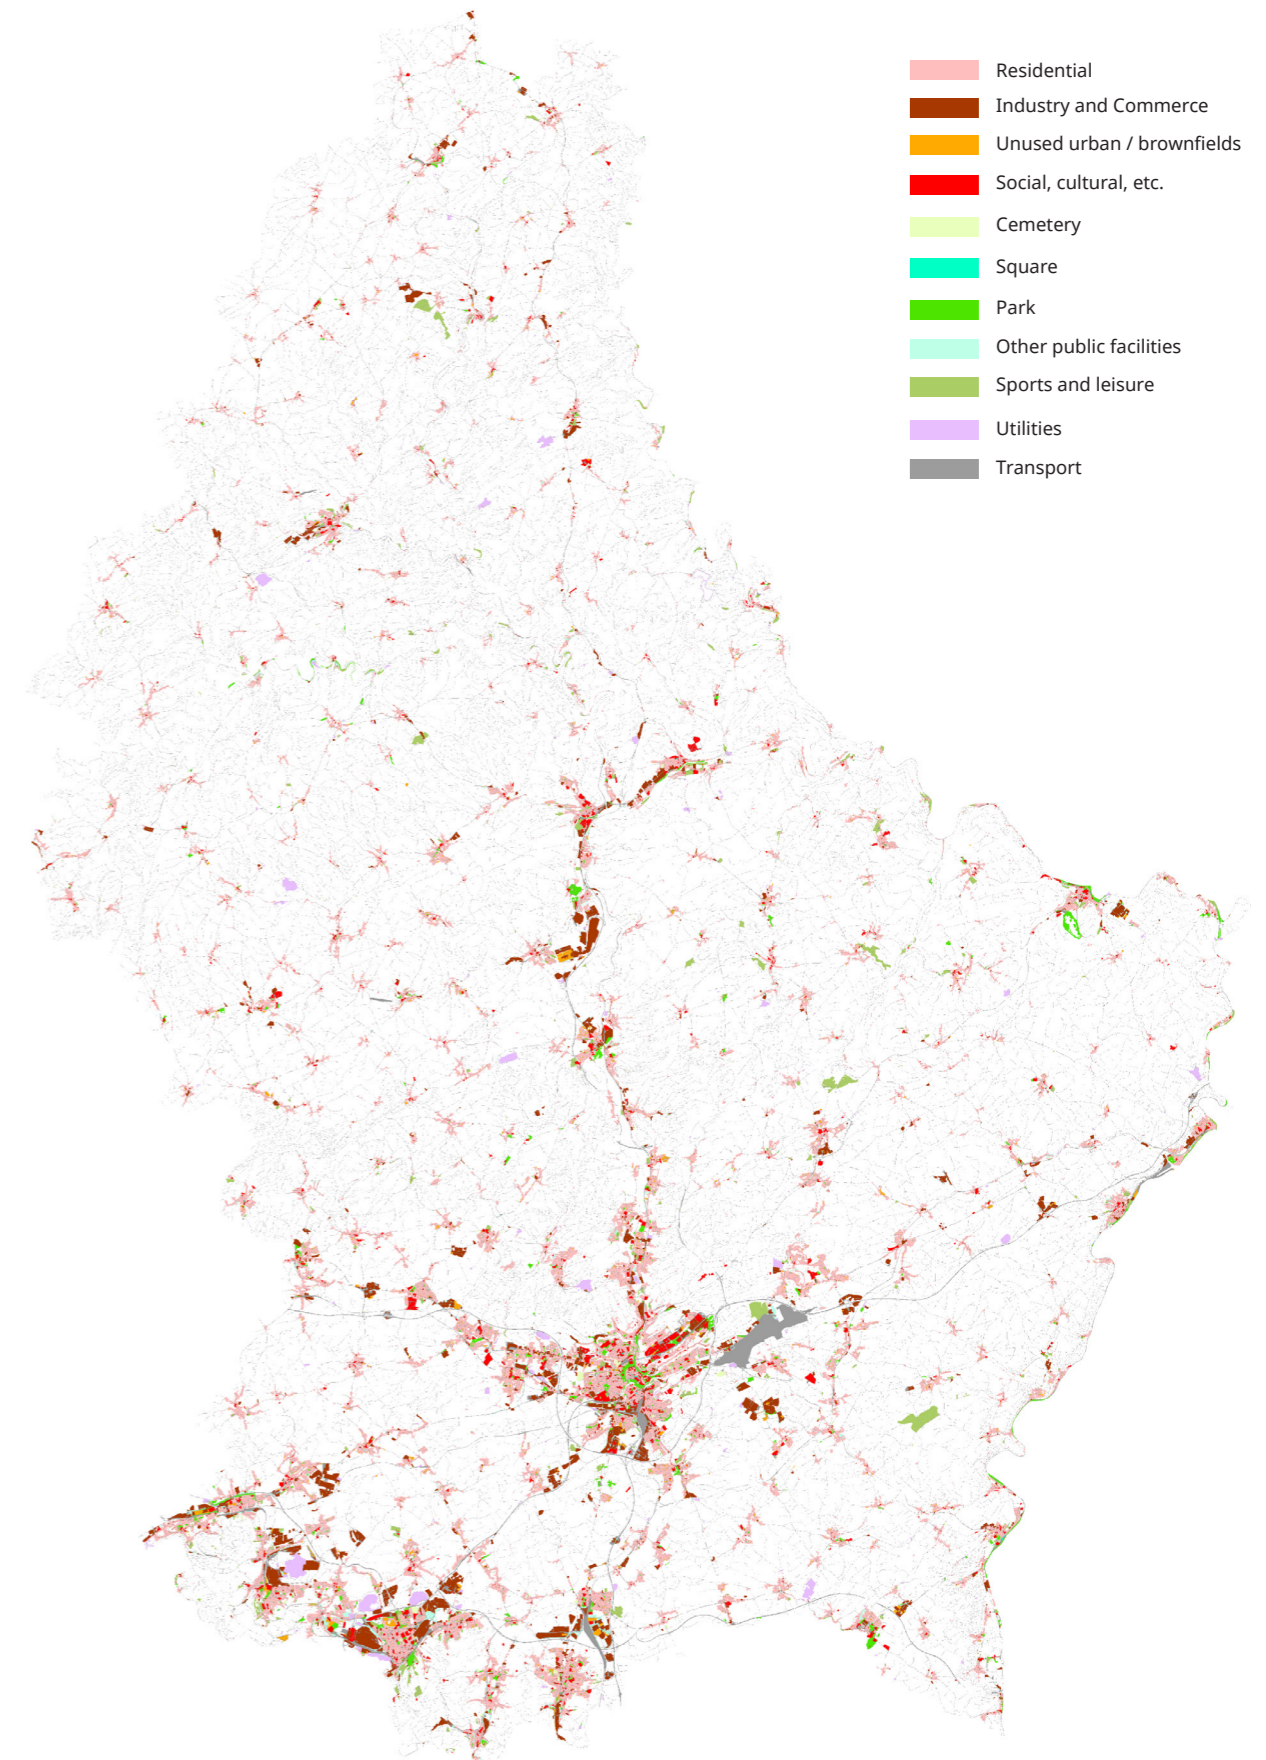 Residential
Industry and Commerce
Unused urban / brownfields
Social, cultural, etc.
Cemetery
Square
Park
Other public facilities
Sports and leisure
Utilities
Transport